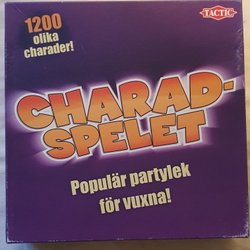 TACTIC
1200
olika
charader!
CHARAD-
SPELET
Populär partylek
för vuxna!